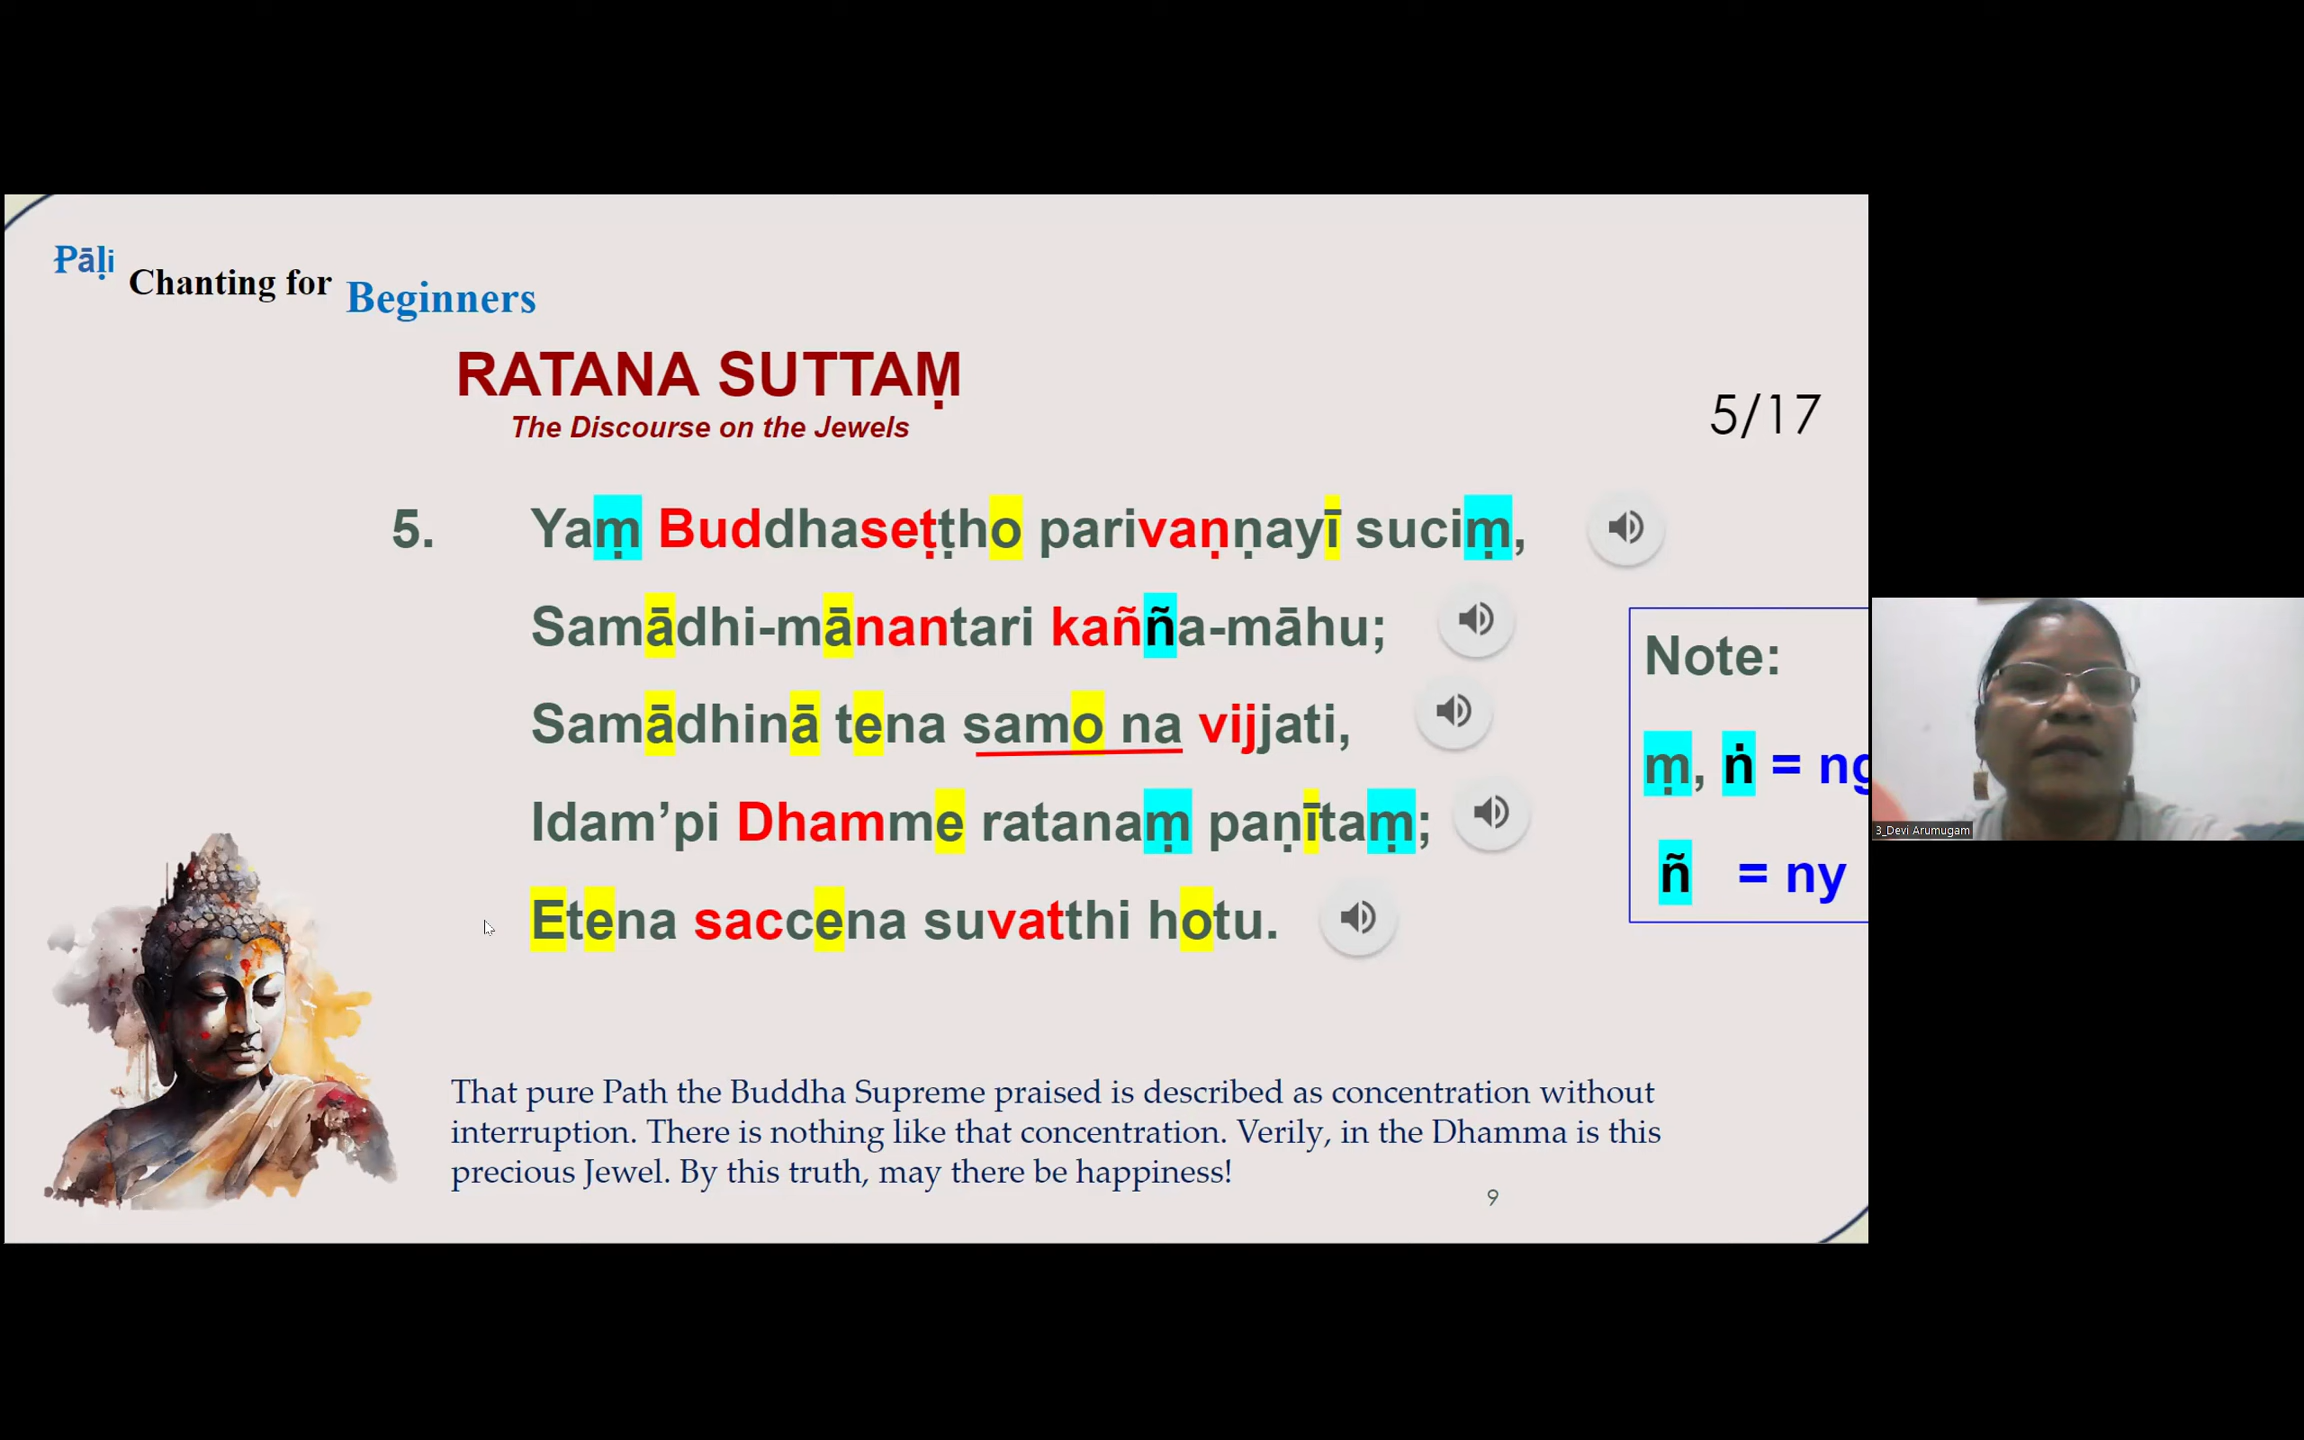 Pāḷi Chanting for Beginners
RATANA SUTTAṂ
The Discourse on the Jewels
5/17
5. Yaṃ Buddhaseṭṭho parivaṇṇayī suciṃ,
Samādhi-mānantari kañña-māhu;
Samādhinā tena samo na vijjati,
Idam’pi Dhamme ratanaṃ paṇītaṃ;
Etena saccena suvatthi hotu.
Note:
ṃ, ṅ = ng
ñ = ny
3_Devi Arumugam
That pure Path the Buddha Supreme praised is described as concentration without
interruption. There is nothing like that concentration. Verily, in the Dhamma is this
precious Jewel. By this truth, may there be happiness!
9